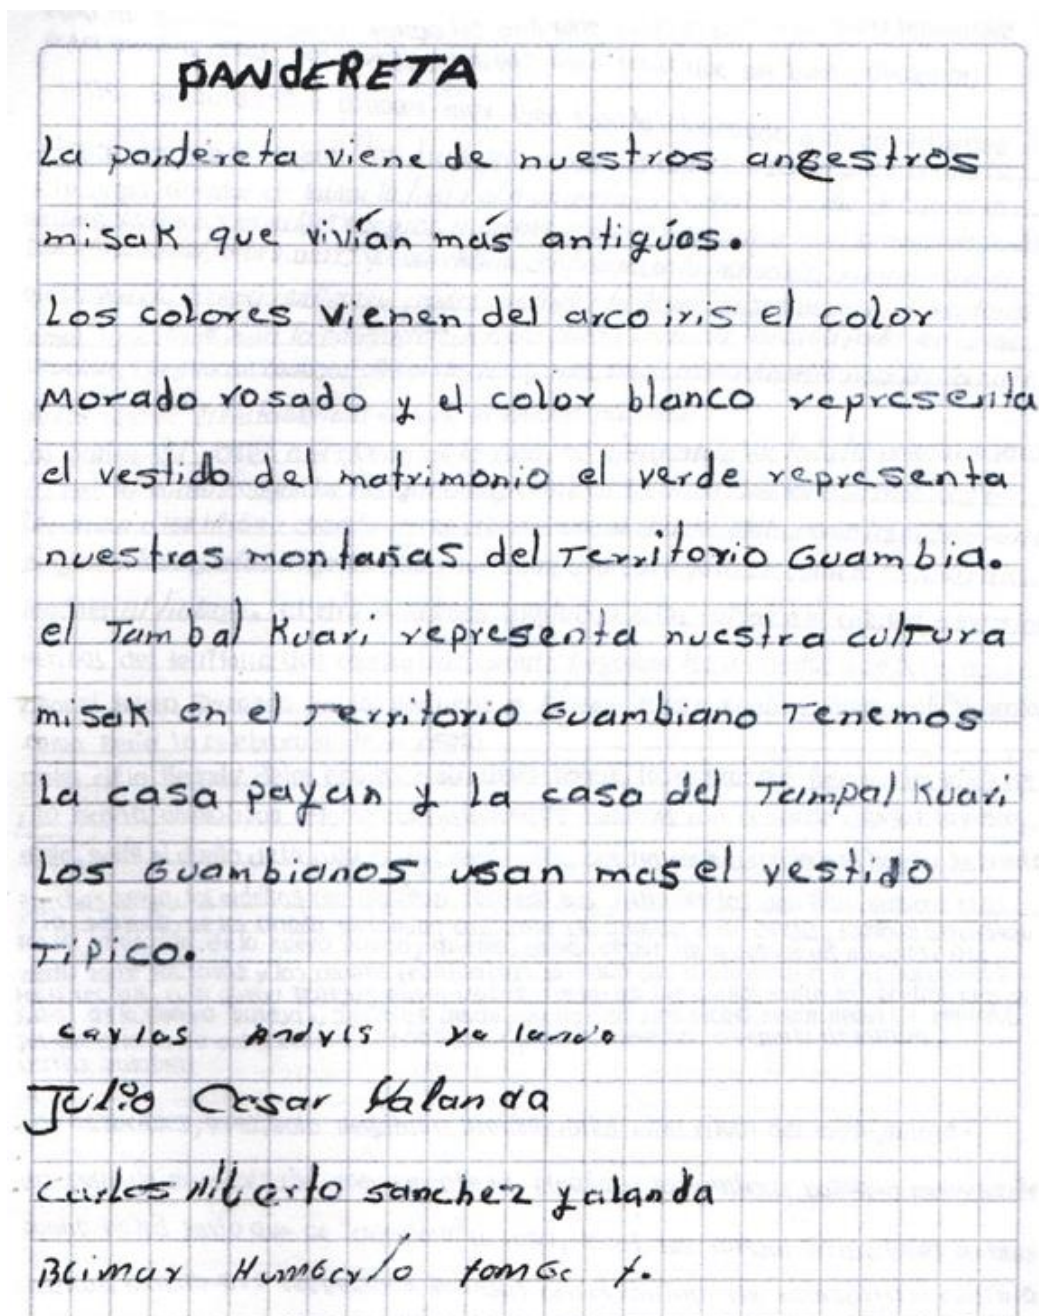 PANdERETA
La pandereta viene de nuestros angestros
misak que vivían más antigúos.
Los colores vienen del arco iris el color
Morado rosado y el color blanco representa
el vestido del matrimonio el verde representa
nuestras montañas del Territorio Guambia.
el Tambal Kuari representa nuestra cultura
misak en el Territorio Guambiano Tenemos
La casa payan y la casa del Tampal Kuari
Los Guambianos usan mas el vestido
Tipico.
carlos Andres yalanda
Julio Cesar Yalanda
Carlos Alberto sanchez yalanda
Beimar Humberto tombe